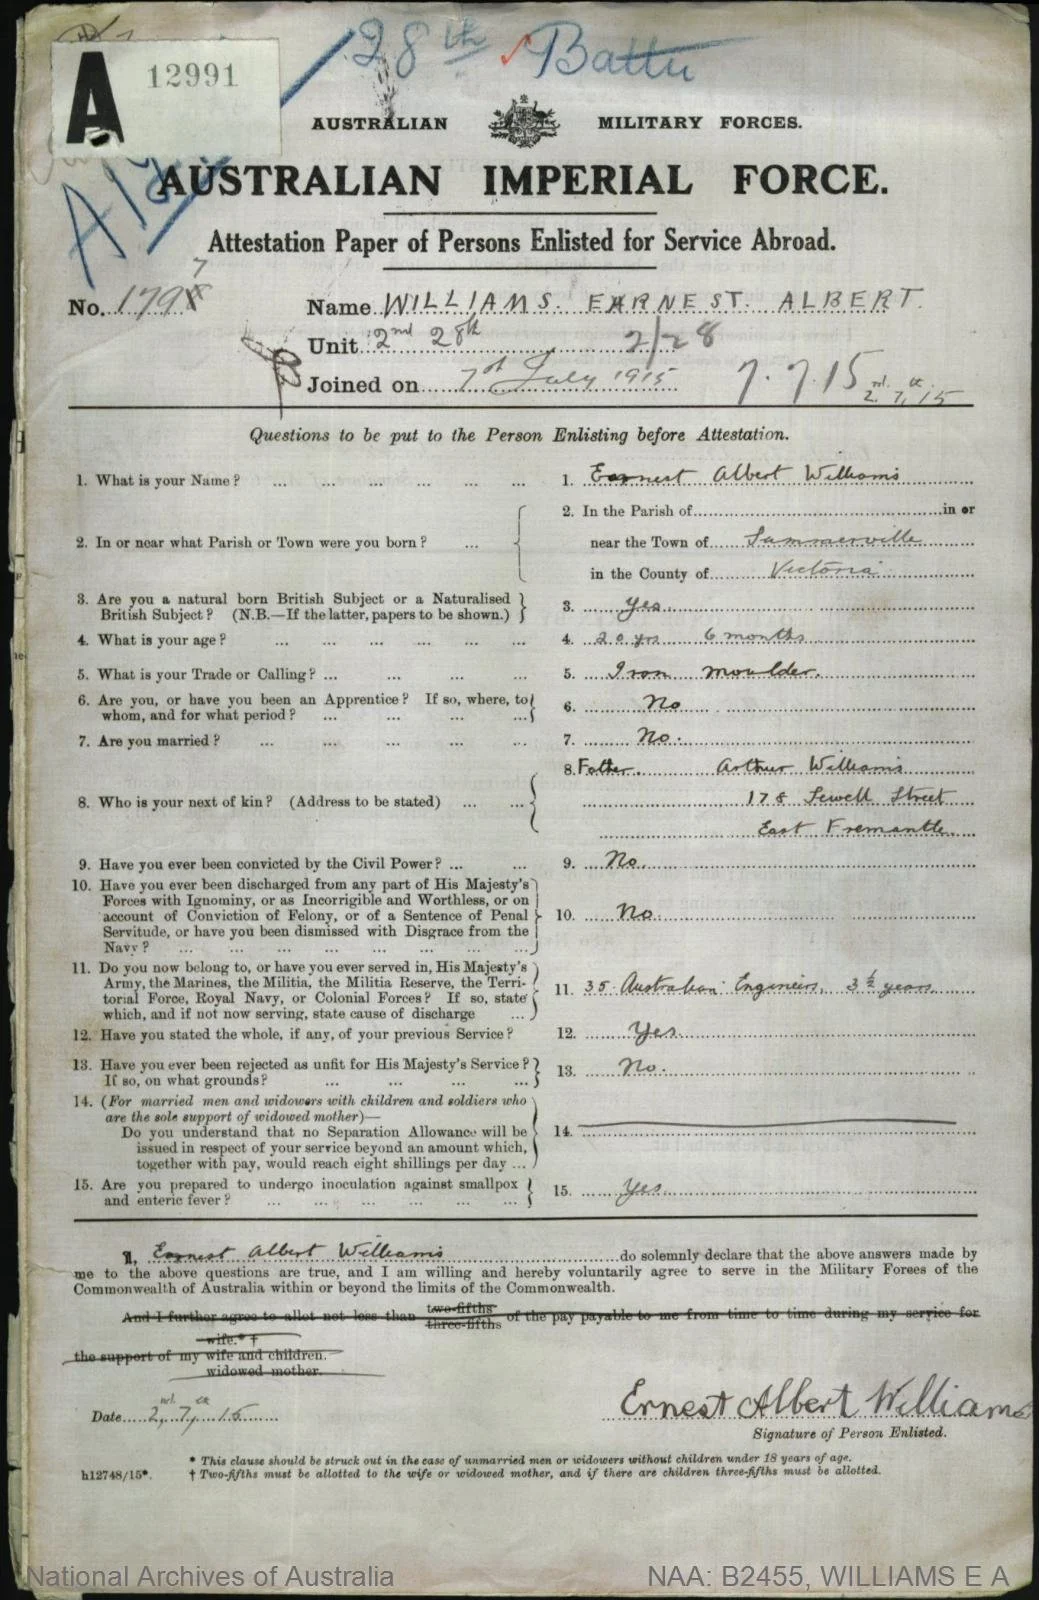 28th Battn
A 12991
AUSTRALIAN MILITARY FORCES.
AUSTRALIAN IMPERIAL FORCE.
Attestation Paper of Persons Enlisted for Service Abroad.
No. 1797 Name WILLIAMS. EARNEST. ALBERT.
Unit 2nd 28th 2/28
Joined on 7th July 1915 7.7.15 2nd. 7th. 15
Questions to be put to the Person Enlisting before Attestation.
1. What is your Name? ... 1. Earnest Albert Williams
2. In or near what Parish or Town were you born? ... 2. In the Parish of in or
near the Town of Sammerville
in the County of Victoria
3. Are you a natural born British Subject or a Naturalised
British Subject? (N.B.—If the latter, papers to be shown.) 3. Yes.
4. What is your age? ... 4. 20 yrs 6 months
5. What is your Trade or Calling? ... 5. Iron moulder.
6. Are you, or have you been an Apprentice? If so, where, to
whom, and for what period? ... 6. No
7. Are you married? ... 7. No.
8. Who is your next of kin? (Address to be stated) ... 8. Father. Arthur Williams
178 Sewell Street
East Fremantle
9. Have you ever been convicted by the Civil Power? ... 9. No.
10. Have you ever been discharged from any part of His Majesty's
Forces with Ignominy, or as Incorrigible and Worthless, or on
account of Conviction of Felony, or of a Sentence of Penal
Servitude, or have you been dismissed with Disgrace from the
Navy? ... 10. No
11. Do you now belong to, or have you ever served in, His Majesty's
Army, the Marines, the Militia, the Militia Reserve, the Terri-
torial Force, Royal Navy, or Colonial Forces? If so, state
which, and if not now serving, state cause of discharge ... 11. 35 Australian Engineers, 3½ years
12. Have you stated the whole, if any, of your previous Service? 12. Yes.
13. Have you ever been rejected as unfit for His Majesty's Service?
If so, on what grounds? ... 13. No.
14. (For married men and widowers with children and soldiers who
are the sole support of widowed mother)—
Do you understand that no Separation Allowance will be
issued in respect of your service beyond an amount which,
together with pay, would reach eight shillings per day ... 14.
15. Are you prepared to undergo inoculation against smallpox
and enteric fever? ... 15. Yes.
I, Earnest Albert Williams do solemnly declare that the above answers made by
me to the above questions are true, and I am willing and hereby voluntarily agree to serve in the Military Forces of the
Commonwealth of Australia within or beyond the limits of the Commonwealth.
And I further agree to allot not less than two-fifths three-fifths of the pay payable to me from time to time during my service for
wife.* †
the support of my wife and children.
widowed mother.
Date 2nd. 7th. 15 Ernest Albert Williams
Signature of Person Enlisted.
* This clause should be struck out in the case of unmarried men or widowers without children under 18 years of age.
h12748/15*. † Two-fifths must be allotted to the wife or widowed mother, and if there are children three-fifths must be allotted.
National Archives of Australia NAA: B2455, WILLIAMS E A